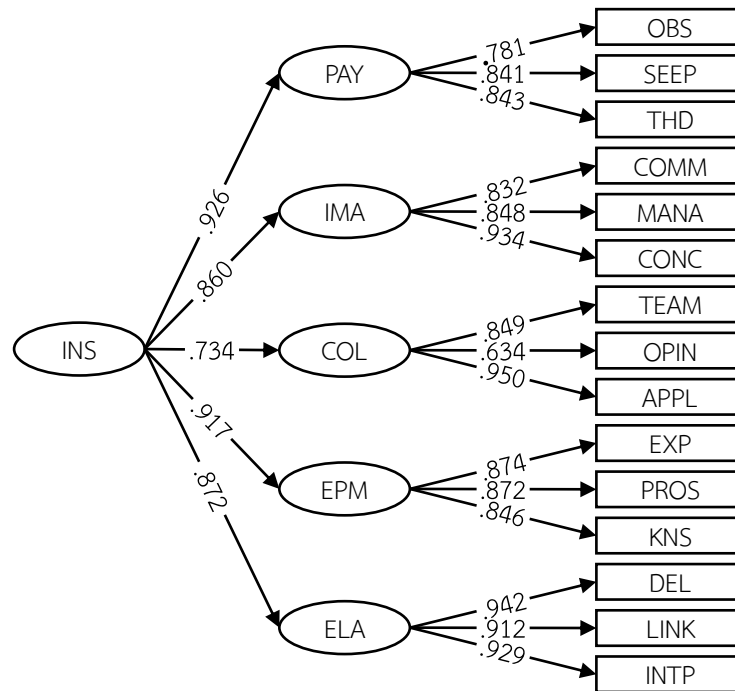 OBS
.781
PAY
.841
SEEP
.843
THD
COMM
.832
.926
IMA
.848
MANA
.934
CONC
.860
TEAM
.849
INS
.734
COL
.634
OPIN
.950
APPL
.917
EXP
.874
EPM
.872
PROS
.846
KNS
.872
DEL
.942
ELA
.912
LINK
.929
INTP